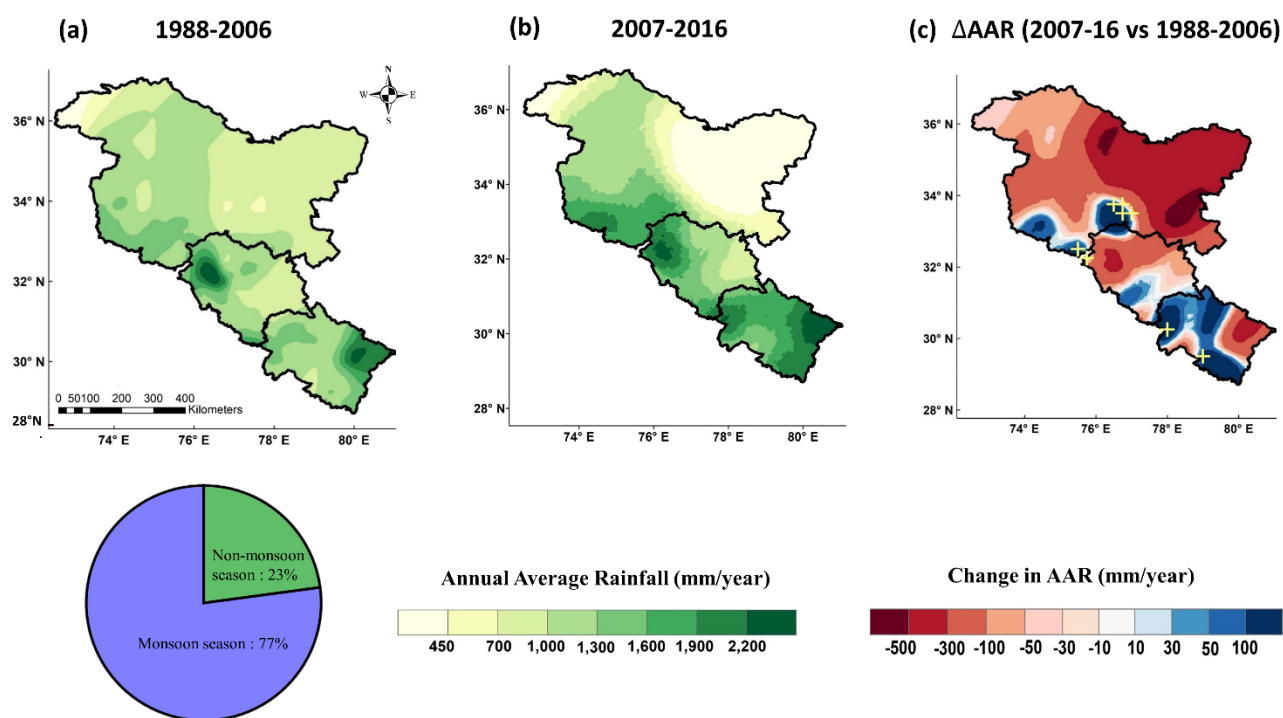 (a) 1988-2006
(b) 2007-2016
(c) ΔAAR (2007-16 vs 1988-2006)
N
W E
S
36° N
34° N
32° N
30° N
28° N
0 50 100 200 300 400
Kilometers
74° E 76° E 78° E 80° E
36° N
34° N
32° N
30° N
28° N
74° E 76° E 78° E 80° E
36° N
34° N
32° N
30° N
28° N
74° E 76° E 78° E 80° E
Non-monsoon
season : 23%
Monsoon season : 77%
Annual Average Rainfall (mm/year)
450 700 1,000 1,300 1,600 1,900 2,200
Change in AAR (mm/year)
-500 -300 -100 -50 -30 -10 10 30 50 100